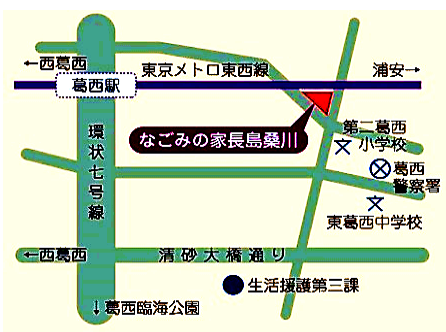 ←西葛西
東京メトロ東西線
浦安→
葛西駅
環状七号線
なごみの家長島桑川
第二葛西
小学校
葛西
警察署
東葛西中学校
←西葛西
清砂大橋通り
生活援護第三課
↓葛西臨海公園